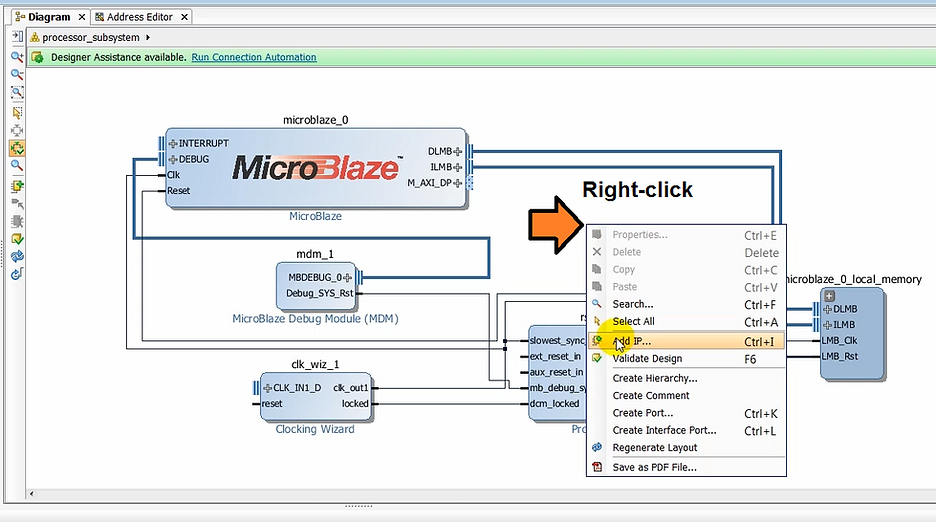 Diagram
Address Editor
processor_subsystem
Designer Assistance available. Run Connection Automation
microblaze_0
INTERRUPT
DEBUG
Clk
Reset
MicroBlaze™
DLMB
ILMB
M_AXI_DP
MicroBlaze
Right-click
mdm_1
MBDEBUG_0
Debug_SYS_Rst
MicroBlaze Debug Module (MDM)
clk_wiz_1
CLK_IN1_D
reset
clk_out1
locked
Clocking Wizard
slowest_sync_
ext_reset_in
aux_reset_in
mb_debug_sy
dcm_locked
Properties... Ctrl+E
Delete Delete
Copy Ctrl+C
Paste Ctrl+V
Search... Ctrl+F
Select All Ctrl+A
Add IP... Ctrl+I
Validate Design F6
Create Hierarchy...
Create Comment
Create Port... Ctrl+K
Create Interface Port... Ctrl+L
Regenerate Layout
Save as PDF File...
microblaze_0_local_memory
DLMB
ILMB
LMB_Clk
LMB_Rst